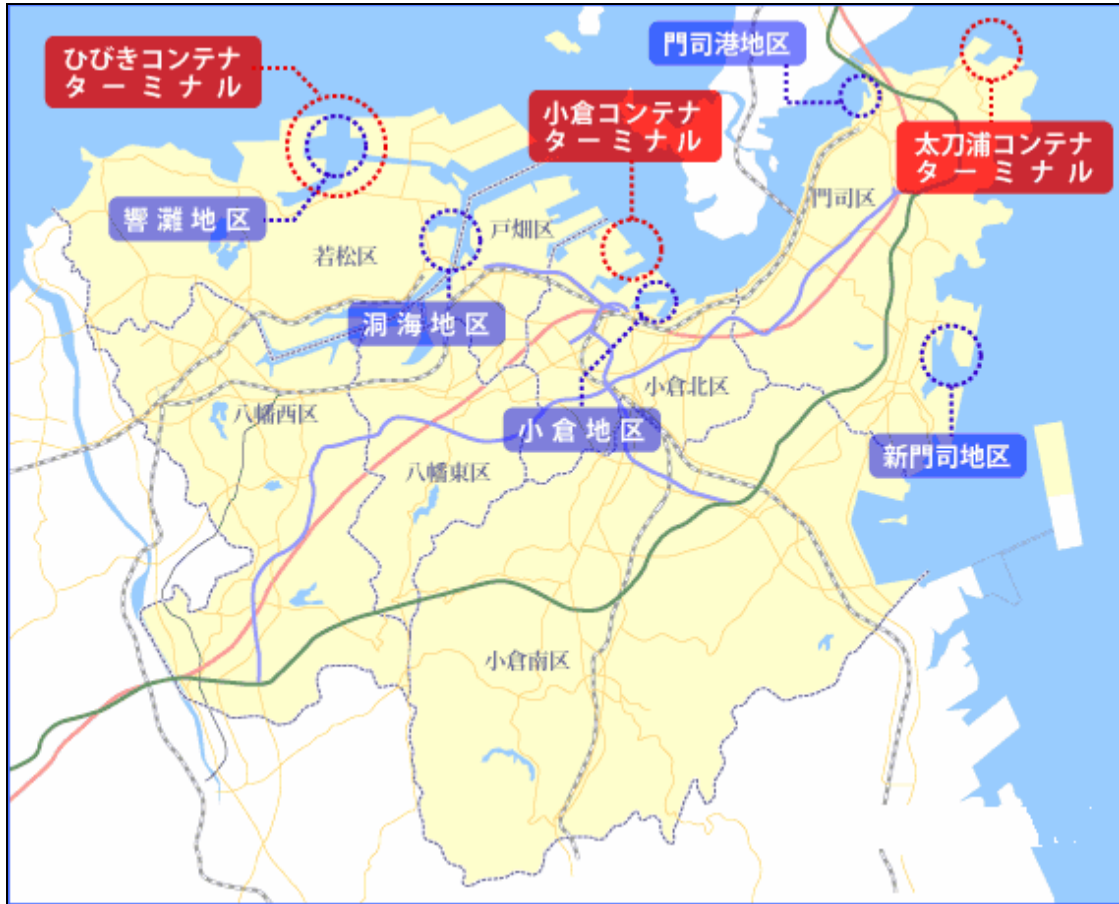 ひびきコンテナ
ターミナル
門司港地区
小倉コンテナ
ターミナル
太刀浦コンテナ
ターミナル
響灘地区
戸畑区
門司区
若松区
洞海地区
小倉北区
八幡西区
小倉地区
新門司地区
八幡東区
小倉南区